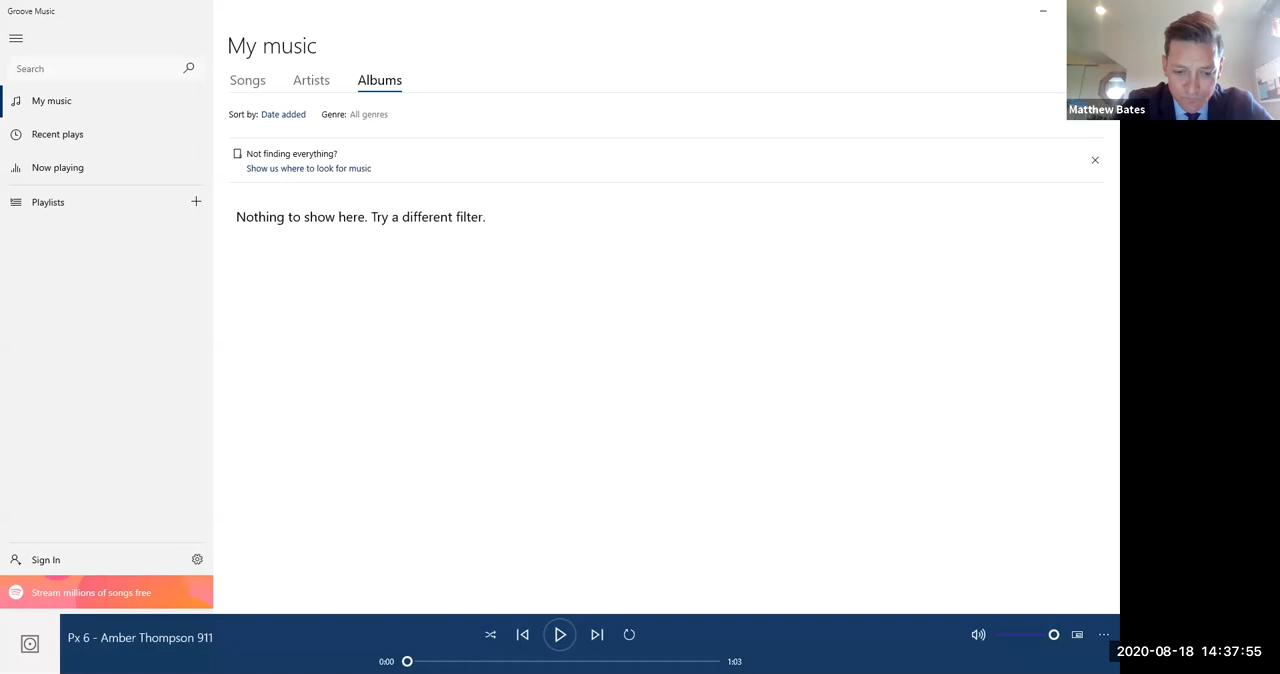 Groove Music
Search
My music
Recent plays
Now playing
Playlists
Sign In
Stream millions of songs free
My music
Songs Artists Albums
Sort by: Date added Genre: All genres
Not finding everything?
Show us where to look for music
Nothing to show here. Try a different filter.
Matthew Bates
Px 6 - Amber Thompson 911
0:00 1:03
2020-08-18 14:37:55